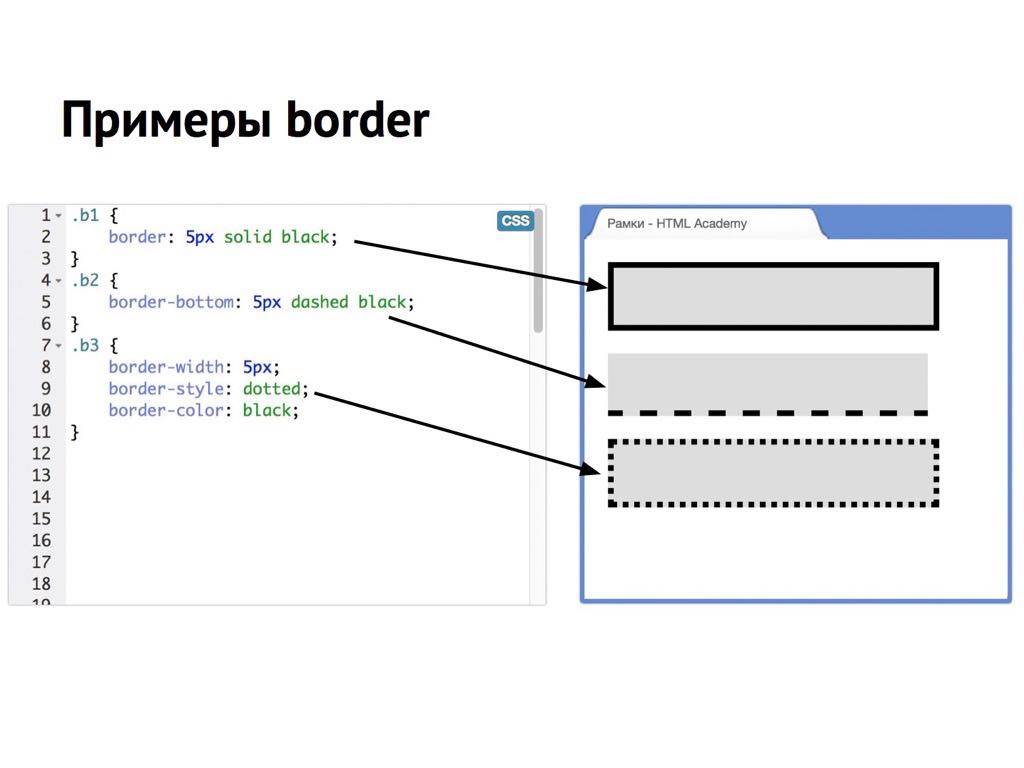 Примеры border
1 .b1 {
2 border: 5px solid black;
3 }
4 .b2 {
5 border-bottom: 5px dashed black;
6 }
7 .b3 {
8 border-width: 5px;
9 border-style: dotted;
10 border-color: black;
11 }
12
13
14
15
16
17
18
19
CSS
Рамки - HTML Academy